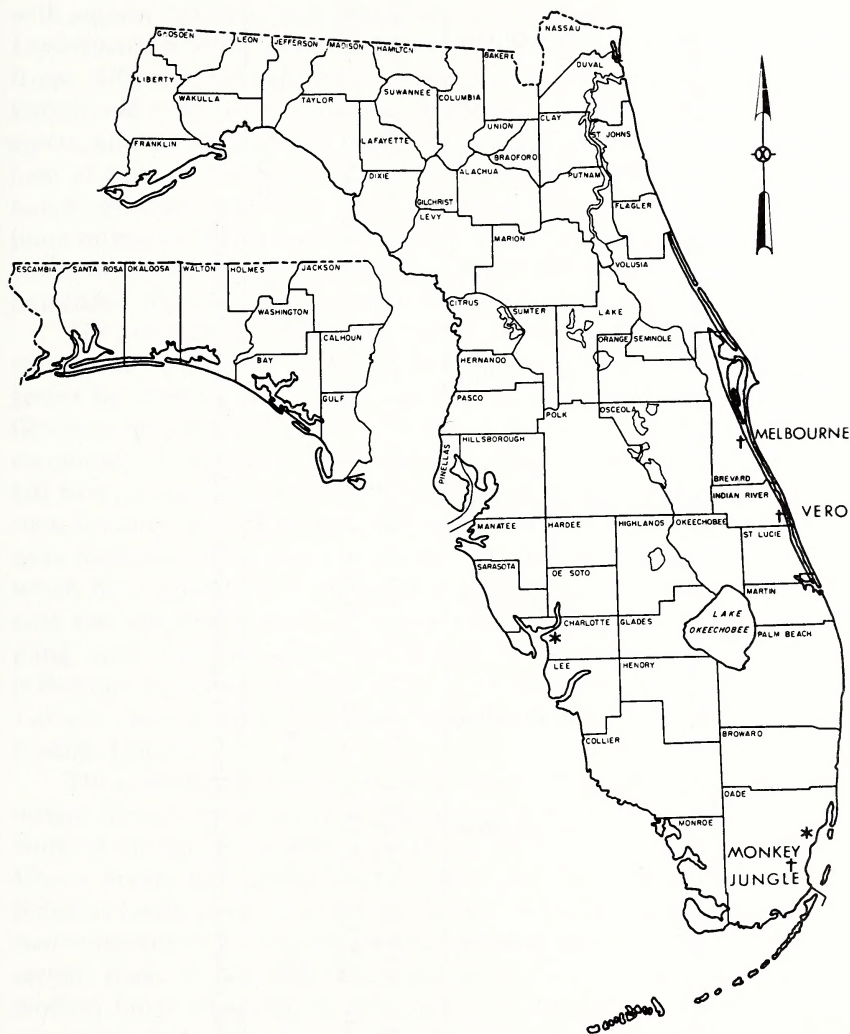 NASSAU
GADSDEN
LEON
JEFFERSON
MADISON
HAMILTON
BAKER
DUVAL
LIBERTY
WAKULLA
TAYLOR
SUWANNEE
COLUMBIA
UNION
CLAY
ST JOHNS
FRANKLIN
LAFAYETTE
BRADFORD
DIXIE
ALACHUA
PUTNAM
GILCHRIST
FLAGLER
LEVY
MARION
VOLUSIA
ESCAMBIA
SANTA ROSA
OKALOOSA
WALTON
HOLMES
JACKSON
WASHINGTON
CALHOUN
BAY
GULF
CITRUS
SUMTER
LAKE
ORANGE
SEMINOLE
HERNANDO
PASCO
POLK
OSCEOLA
PINELLAS
HILLSBOROUGH
† MELBOURNE
BREVARD
INDIAN RIVER
† VERO
MANATEE
HARDEE
HIGHLANDS
OKEECHOBEE
ST LUCIE
SARASOTA
DE SOTO
MARTIN
LAKE
OKEECHOBEE
* CHARLOTTE
GLADES
PALM BEACH
LEE
HENDRY
COLLIER
BROWARD
DADE
MONROE
*
MONKEY
†
JUNGLE